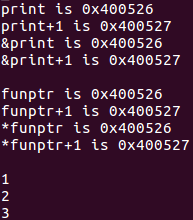 print is 0x400526
print+1 is 0x400527
&print is 0x400526
&print+1 is 0x400527
funptr is 0x400526
funptr+1 is 0x400527
*funptr is 0x400526
*funptr+1 is 0x400527
1
2
3